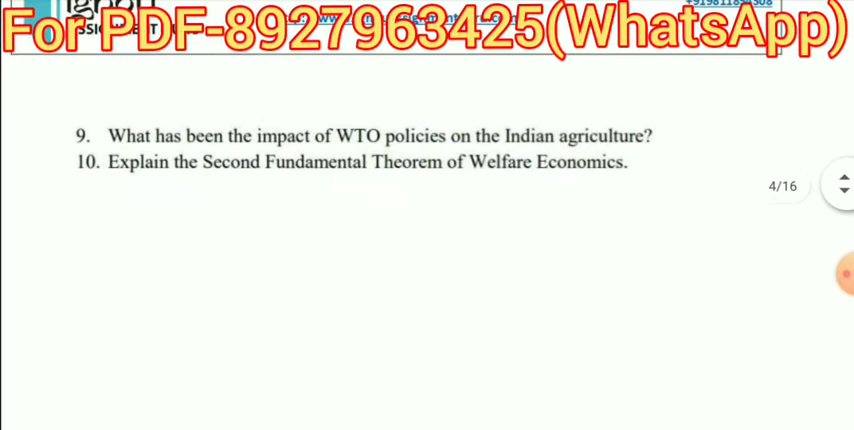 For PDF-8927963425(WhatsApp)
9. What has been the impact of WTO policies on the Indian agriculture?
10. Explain the Second Fundamental Theorem of Welfare Economics.
4/16